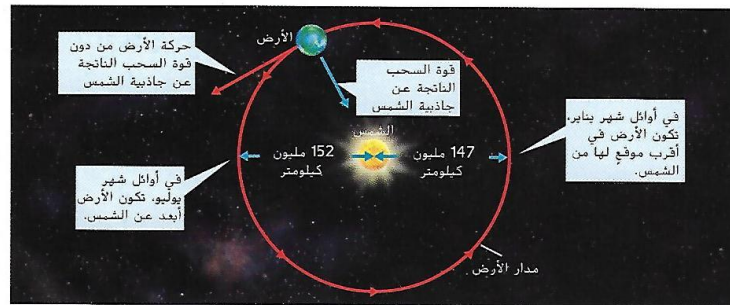 الأرض
حركة الأرض من دون
قوة السحب الناتجة
عن جاذبية الشمس
قوة السحب
الناتجة
عن
جاذبية الشمس
الشمس
في أوائل شهر يناير،
تكون الأرض في
أقرب موقع لها من
الشمس.
147 مليون
كيلومتر
152 مليون
كيلومتر
في أوائل شهر
يوليو، تكون الأرض
أبعد عن الشمس.
مدار الأرض